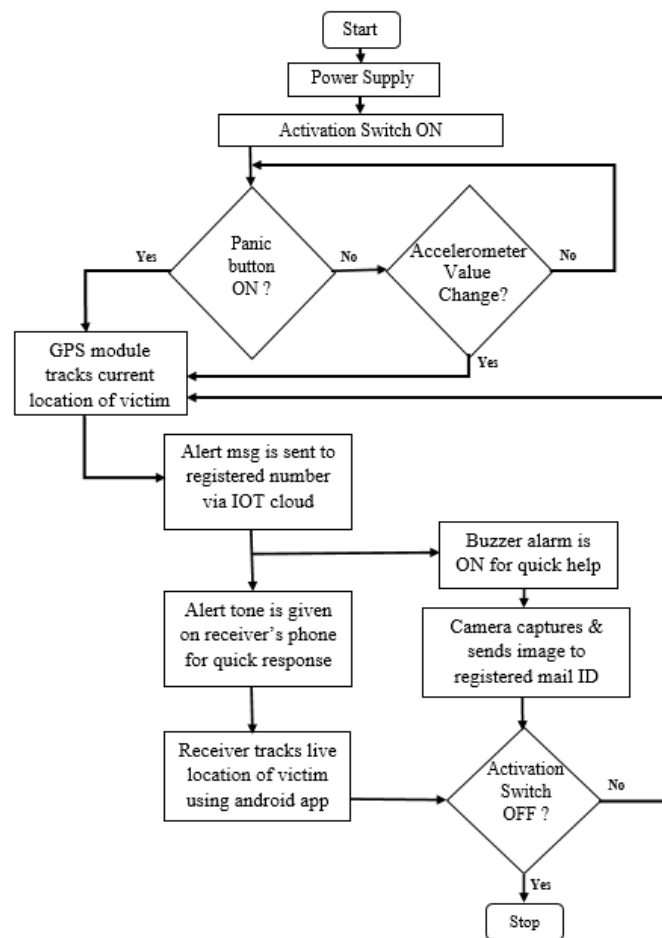 Start
Power Supply
Activation Switch ON
Panic
button
ON ?
Yes
No
Accelerometer
Value
Change?
No
Yes
GPS module
tracks current
location of victim
Alert msg is sent to
registered number
via IOT cloud
Buzzer alarm is
ON for quick help
Alert tone is given
on receiver’s phone
for quick response
Camera captures &
sends image to
registered mail ID
Receiver tracks live
location of victim
using android app
Activation
Switch
OFF ?
No
Yes
Stop